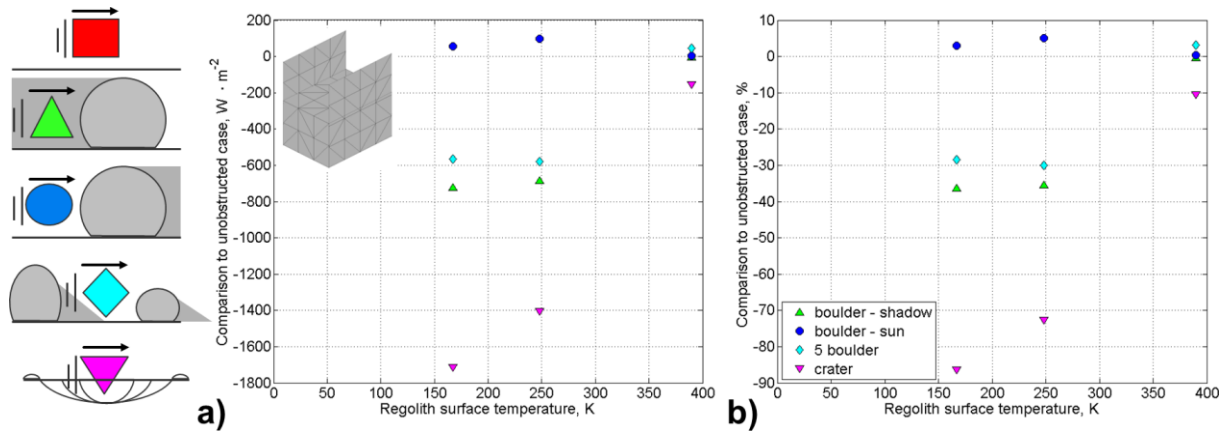 200
0
-200
-400
-600
-800
-1000
-1200
-1400
-1600
-1800
0 50 100 150 200 250 300 350 400
Comparison to unobstructed case, W · m⁻²
Regolith surface temperature, K
a)
10
0
-10
-20
-30
-40
-50
-60
-70
-80
-90
0 50 100 150 200 250 300 350 400
Comparison to unobstructed case, %
Regolith surface temperature, K
boulder - shadow
boulder - sun
5 boulder
crater
b)